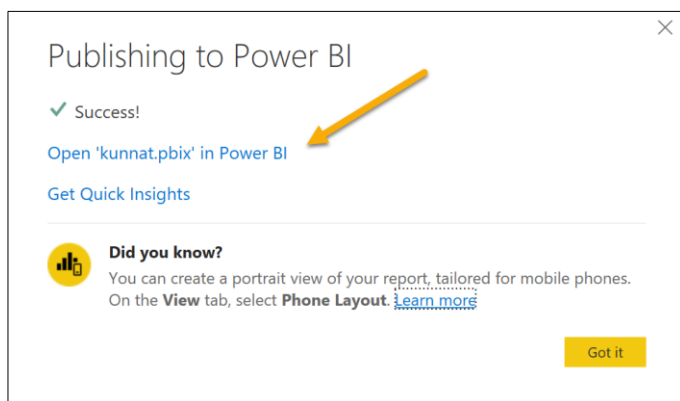 Publishing to Power BI
Success!
Open 'kunnat.pbix' in Power BI
Get Quick Insights
Did you know?
You can create a portrait view of your report, tailored for mobile phones.
On the View tab, select Phone Layout. Learn more
Got it